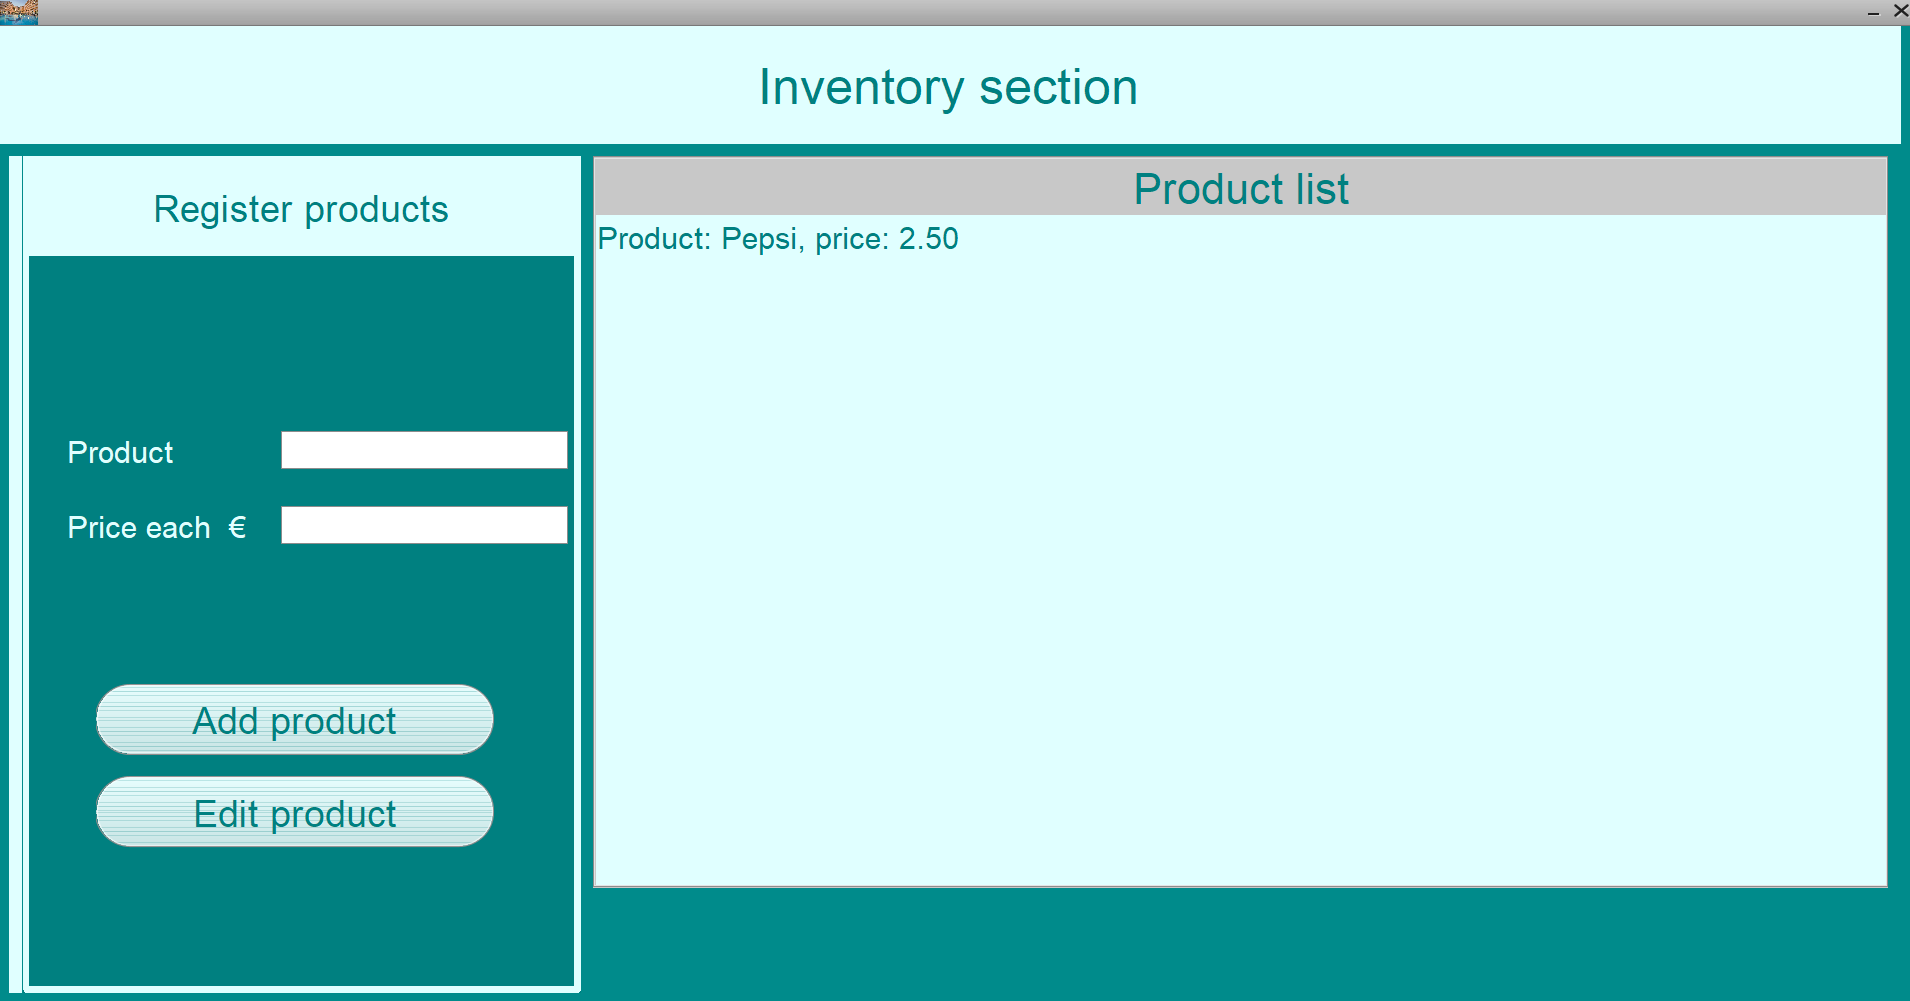 Inventory section
Register products
Product
Price each €
Add product
Edit product
Product list
Product: Pepsi, price: 2.50